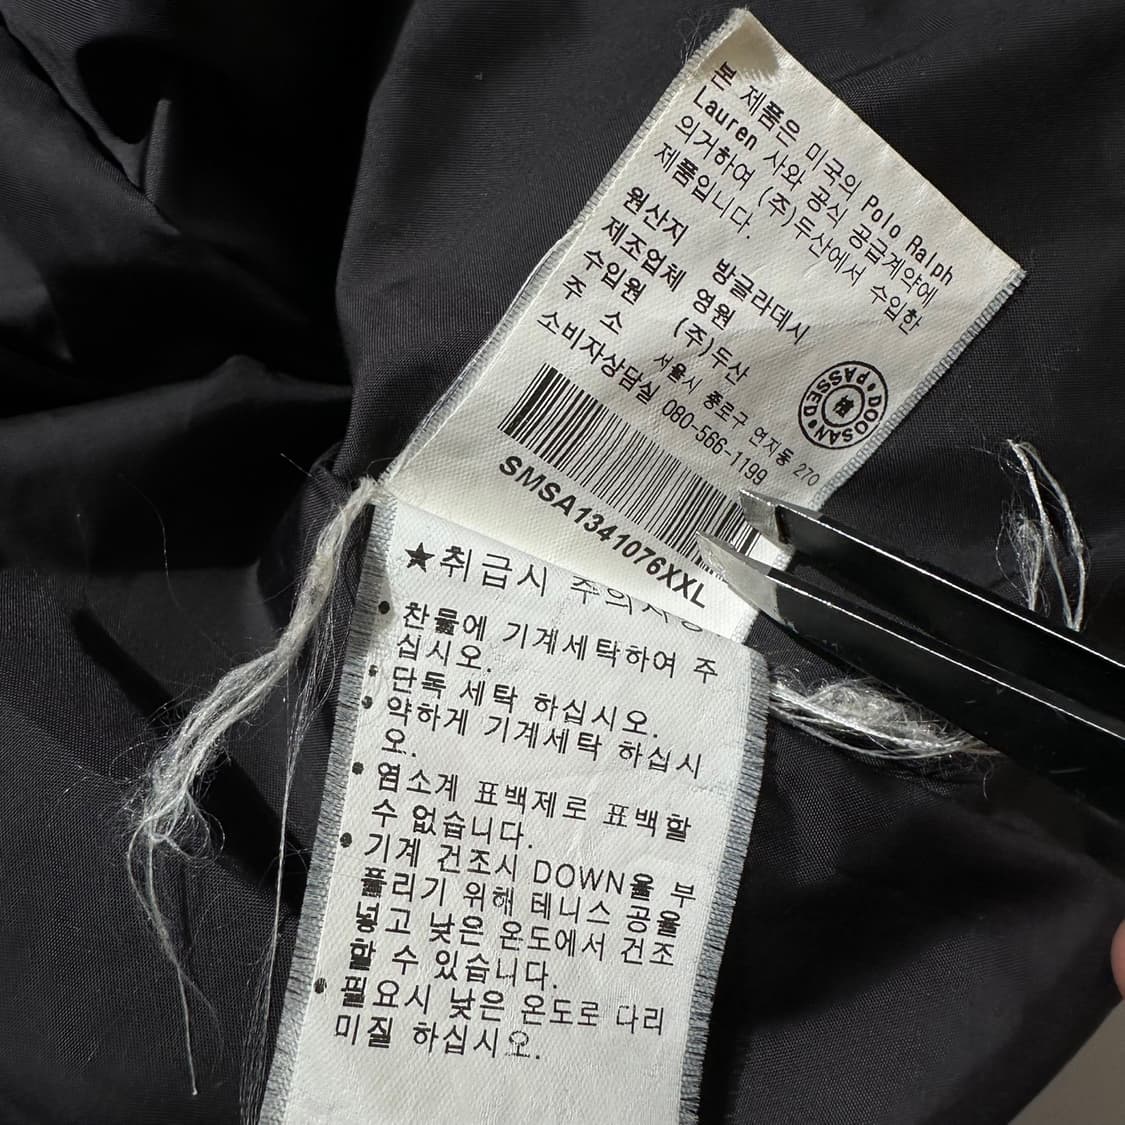 본 제품은 미국의 Polo Ralph
Lauren 사와 공식 공급계약에
의거하여 (주)두산에서 수입한
제품입니다.
원산지 방글라데시
제조업체 영원
수입원 (주)두산
주 소 서울시 종로구 연지동 270
소비자상담실 080-566-1199
DOOSAN PASSED
SMSA1341076XXL
★취급시 주의사항
• 찬물에 기계세탁하여 주
십시오.
• 단독 세탁 하십시오.
• 약하게 기계세탁 하십시
오.
• 염소계 표백제로 표백할
수 없습니다.
• 기계 건조시 DOWN을 부
풀리기 위해 테니스 공을
넣고 낮은 온도에서 건조
할 수 있습니다.
• 필요시 낮은 온도로 다리
미질 하십시오.